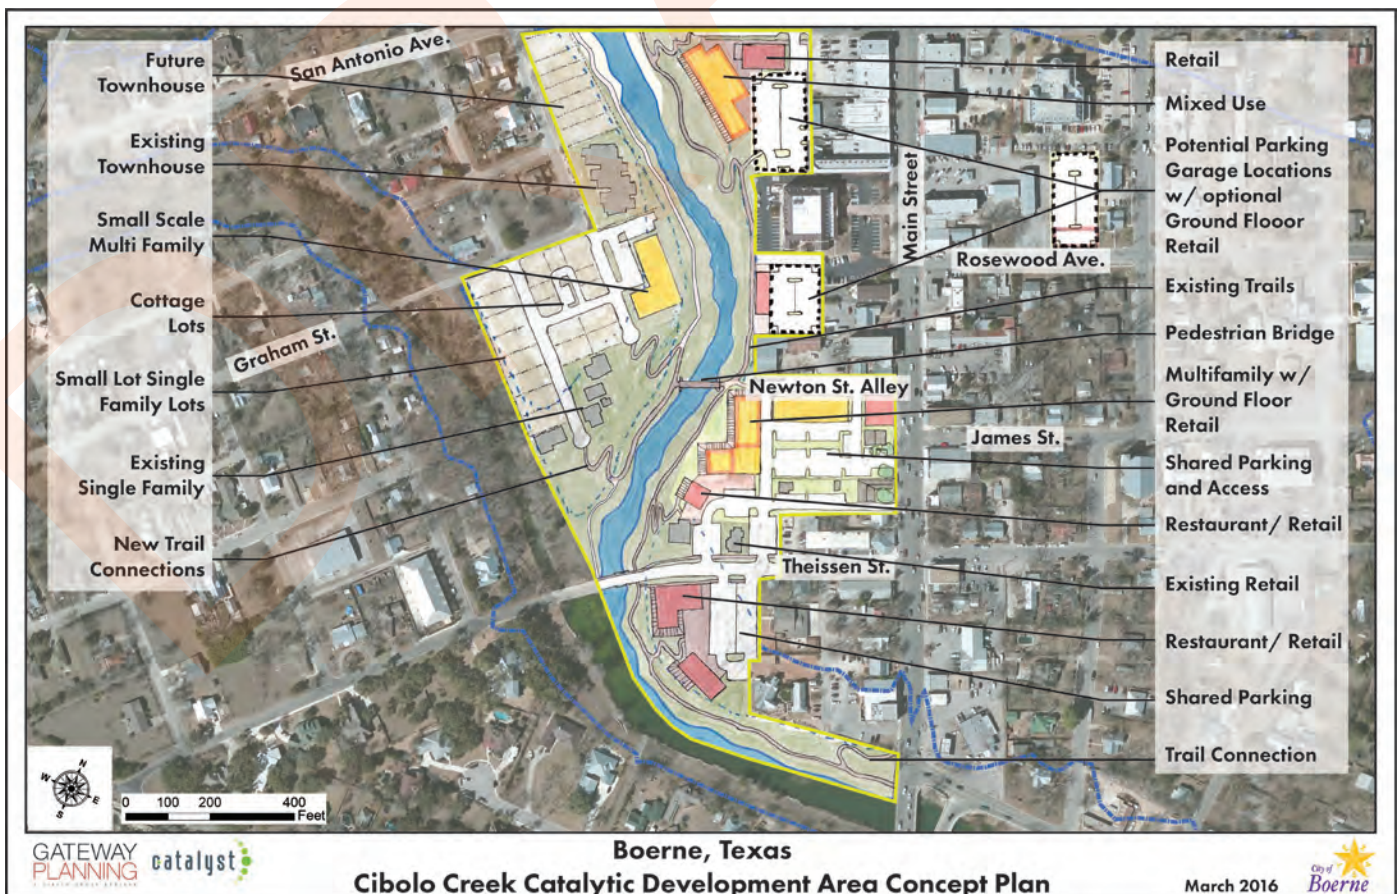 Future
Townhouse
Existing
Townhouse
Small Scale
Multi Family
Cottage
Lots
Small Lot Single
Family Lots
Existing
Single Family
New Trail
Connections
San Antonio Ave.
Graham St.
Main Street
Rosewood Ave.
Newton St. Alley
James St.
Theissen St.
Retail
Mixed Use
Potential Parking
Garage Locations
w/ optional
Ground Flooor
Retail
Existing Trails
Pedestrian Bridge
Multifamily w/
Ground Floor
Retail
Shared Parking
and Access
Restaurant/ Retail
Existing Retail
Restaurant/ Retail
Shared Parking
Trail Connection
N
W
E
S
0 100 200 400
Feet
GATEWAY
PLANNING
catalyst
Boerne, Texas
Cibolo Creek Catalytic Development Area Concept Plan
March 2016
City of
Boerne